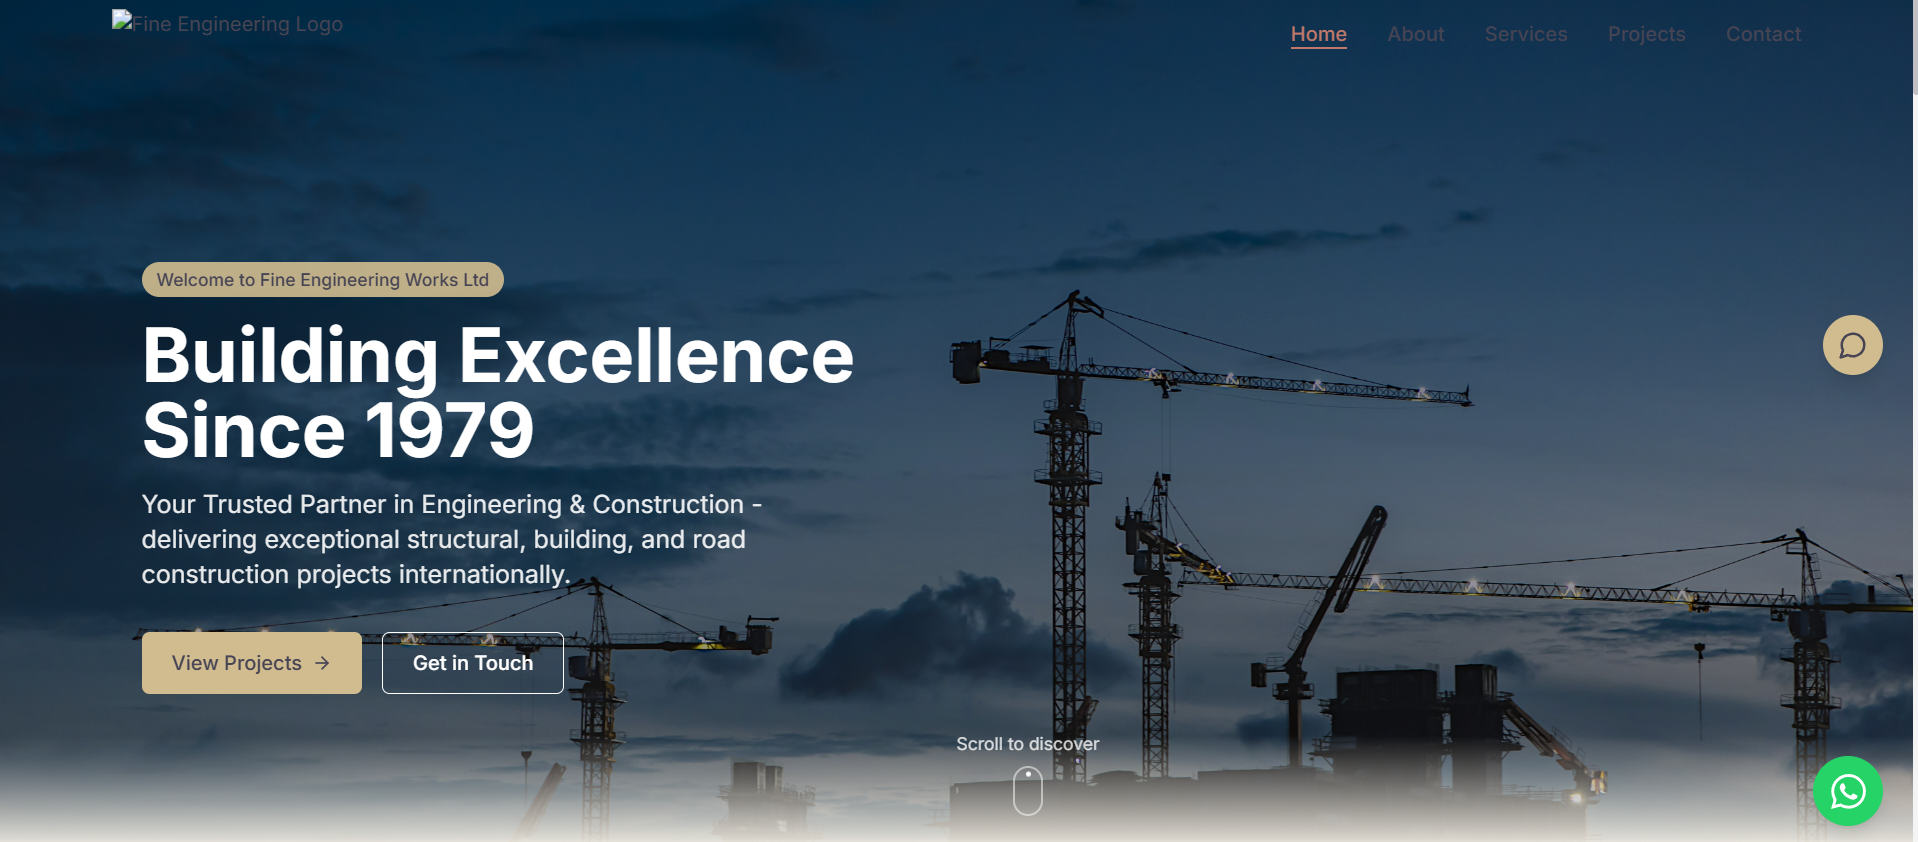 Fine Engineering Logo
Home About Services Projects Contact
Welcome to Fine Engineering Works Ltd
Building Excellence
Since 1979
Your Trusted Partner in Engineering & Construction -
delivering exceptional structural, building, and road
construction projects internationally.
View Projects → Get in Touch
Scroll to discover